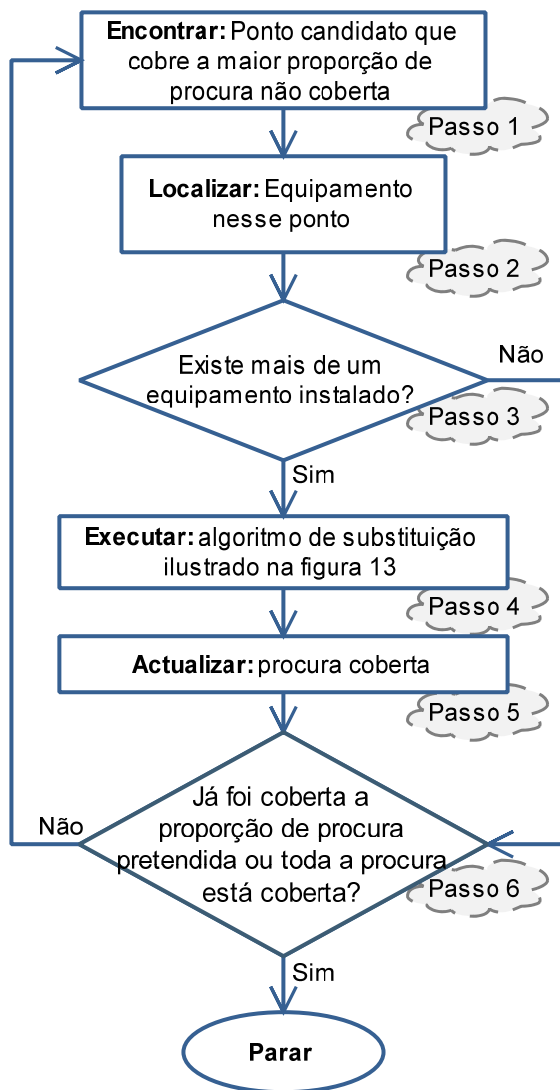 Encontrar: Ponto candidato que
cobre a maior proporção de
procura não coberta
Passo 1
Localizar: Equipamento
nesse ponto
Passo 2
Existe mais de um
equipamento instalado?
Não
Passo 3
Sim
Executar: algoritmo de substituição
ilustrado na figura 13
Passo 4
Actualizar: procura coberta
Passo 5
Já foi coberta a
proporção de procura
pretendida ou toda a procura
está coberta?
Não
Passo 6
Sim
Parar